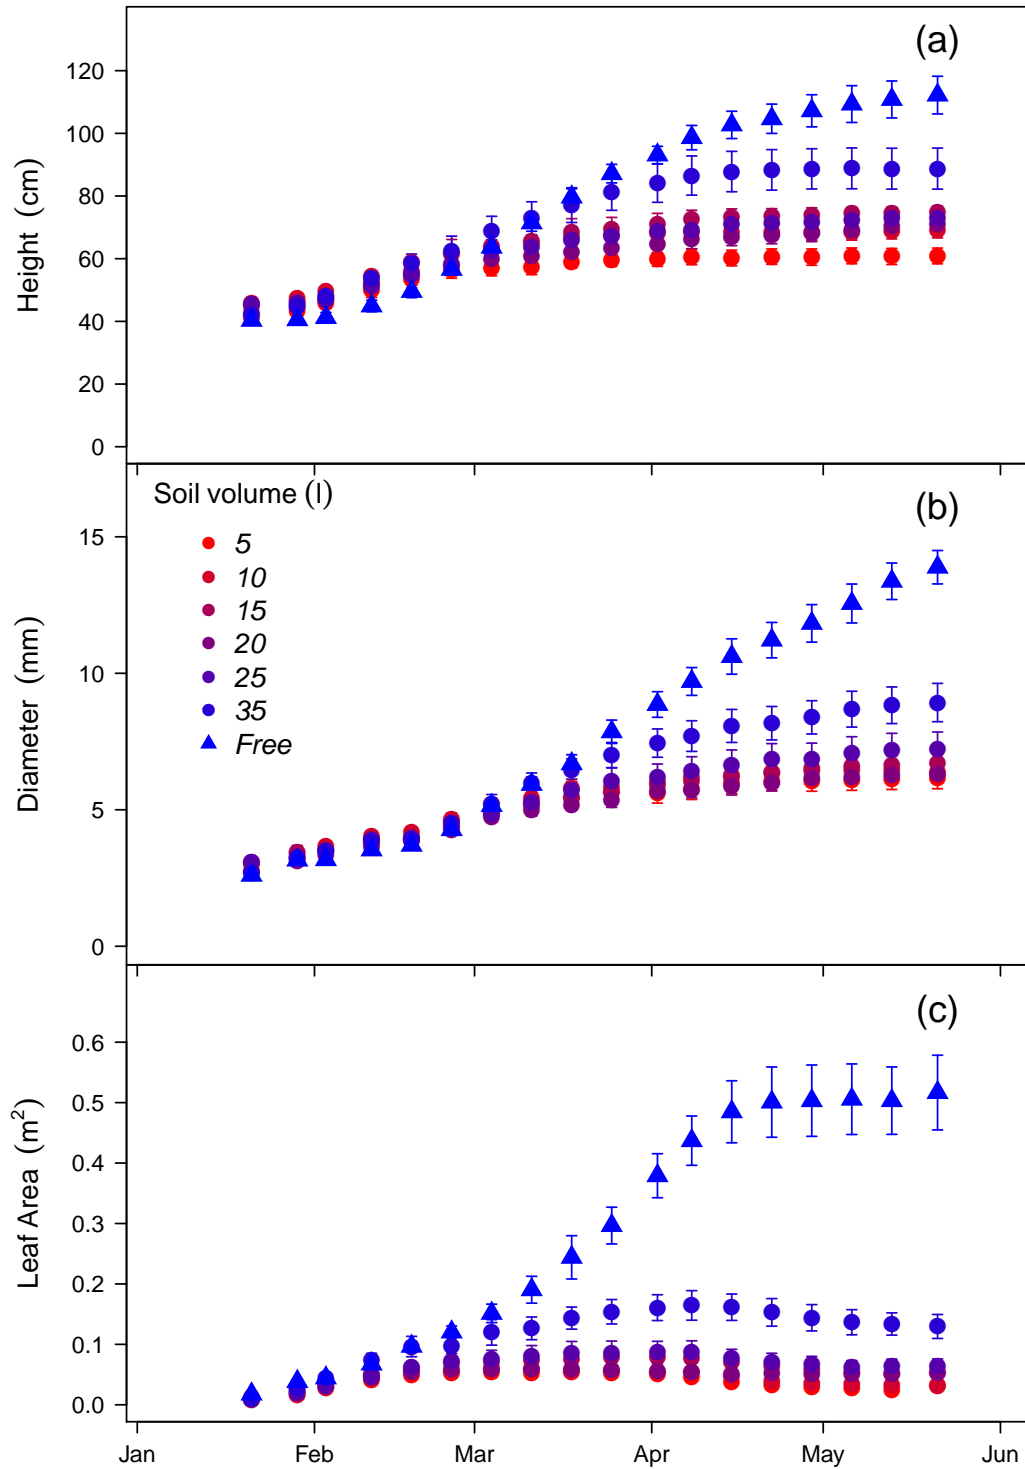 (a)
120
100
80
60
40
20
0
Height (cm)
(b)
Soil volume (l)
5
10
15
20
25
35
Free
15
10
5
0
Diameter (mm)
(c)
0.6
0.5
0.4
0.3
0.2
0.1
0.0
Leaf Area (m²)
Jan Feb Mar Apr May Jun